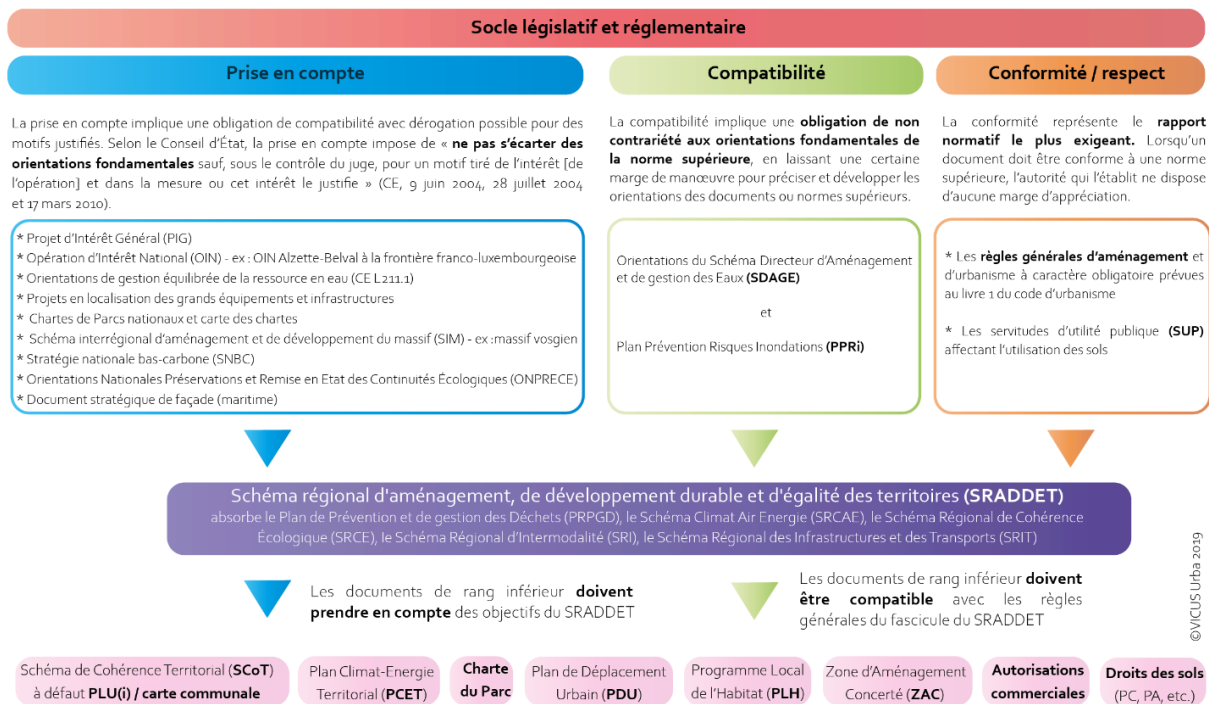 Socle législatif et réglementaire
Prise en compte
La prise en compte implique une obligation de compatibilité avec dérogation possible pour des
motifs justifiés. Selon le Conseil d'État, la prise en compte impose de « ne pas s'écarter des
orientations fondamentales sauf, sous le contrôle du juge, pour un motif tiré de l'intérêt [de
l'opération] et dans la mesure ou cet intérêt le justifie » (CE, 9 juin 2004, 28 juillet 2004
et 17 mars 2010).
* Projet d'Intérêt Général (PIG)
* Opération d'Intérêt National (OIN) - ex : OIN Alzette-Belval à la frontière franco-luxembourgeoise
* Orientations de gestion équilibrée de la ressource en eau (CE L 211.1)
* Projets en localisation des grands équipements et infrastructures
* Chartes de Parcs nationaux et carte des chartes
* Schéma interrégional d'aménagement et de développement du massif (SIM) - ex :massif vosgien
* Stratégie nationale bas-carbone (SNBC)
* Orientations Nationales Préservations et Remise en Etat des Continuités Écologiques (ONPRECE)
* Document stratégique de façade (maritime)
Compatibilité
La compatibilité implique une obligation de non
contrariété aux orientations fondamentales de
la norme supérieure, en laissant une certaine
marge de manœuvre pour préciser et développer les
orientations des documents ou normes supérieurs.
Orientations du Schéma Directeur d'Aménagement
et de gestion des Eaux (SDAGE)
et
Plan Prévention Risques Inondations (PPRi)
Conformité / respect
La conformité représente le rapport
normatif le plus exigeant. Lorsqu'un
document doit être conforme à une norme
supérieure, l'autorité qui l'établit ne dispose
d'aucune marge d'appréciation.
* Les règles générales d'aménagement et
d'urbanisme à caractère obligatoire prévues
au livre 1 du code d'urbanisme
* Les servitudes d'utilité publique (SUP)
affectant l'utilisation des sols
Schéma régional d'aménagement, de développement durable et d'égalité des territoires (SRADDET)
absorbe le Plan de Prévention et de gestion des Déchets (PRPGD), le Schéma Climat Air Energie (SRCAE), le Schéma Régional de Cohérence
Écologique (SRCE), le Schéma Régional d'Intermodalité (SRI), le Schéma Régional des Infrastructures et des Transports (SRIT)
Les documents de rang inférieur doivent
prendre en compte des objectifs du SRADDET
Les documents de rang inférieur doivent
être compatible avec les règles
générales du fascicule du SRADDET
©VICUS Urba 2019
Schéma de Cohérence Territorial (SCoT)
à défaut PLU(i) / carte communale
Plan Climat-Energie
Territorial (PCET)
Charte
du Parc
Plan de Déplacement
Urbain (PDU)
Programme Local
de l'Habitat (PLH)
Zone d'Aménagement
Concerté (ZAC)
Autorisations
commerciales
Droits des sols
(PC, PA, etc.)